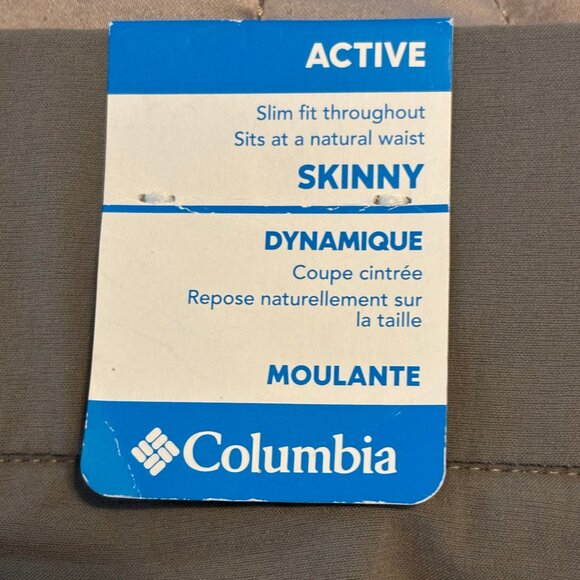 ACTIVE
Slim fit throughout
Sits at a natural waist
SKINNY
DYNAMIQUE
Coupe cintrée
Repose naturellement sur
la taille
MOULANTE
Columbia